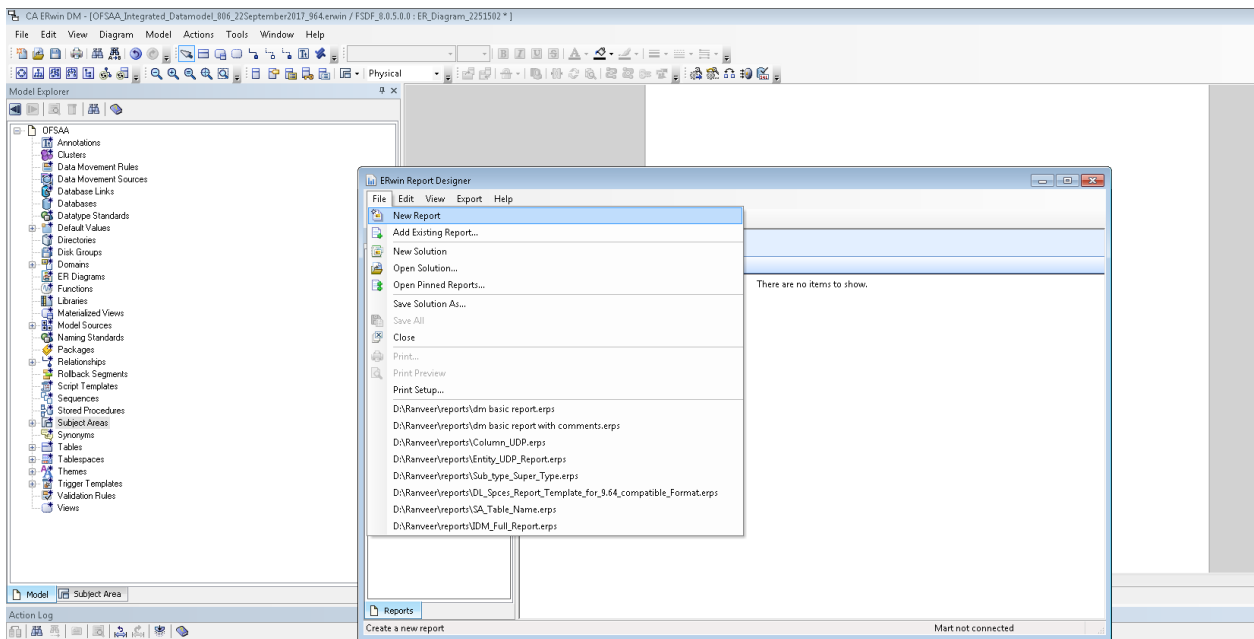 CA ERwin DM - [OFSAA_Integrated_Datamodel_806_22September2017_964.erwin / FSDF_8.0.5.0.0 : ER_Diagram_2251502 * ]
File Edit View Diagram Model Actions Tools Window Help
Physical
Model Explorer
OFSAA
Annotations
Clusters
Data Movement Rules
Data Movement Sources
Database Links
Databases
Datatype Standards
Default Values
Directories
Disk Groups
Domains
ER Diagrams
Functions
Libraries
Materialized Views
Model Sources
Naming Standards
Packages
Relationships
Rollback Segments
Script Templates
Sequences
Stored Procedures
Subject Areas
Synonyms
Tables
Tablespaces
Themes
Trigger Templates
Validation Rules
Views
Model Subject Area
Action Log
ERwin Report Designer
File Edit View Export Help
New Report
Add Existing Report...
New Solution
Open Solution...
Open Pinned Reports...
Save Solution As...
Save All
Close
Print...
Print Preview
Print Setup...
D:\Ranveer\reports\dm basic report.erps
D:\Ranveer\reports\dm basic report with comments.erps
D:\Ranveer\reports\Column_UDP.erps
D:\Ranveer\reports\Entity_UDP_Report.erps
D:\Ranveer\reports\Sub_type_Super_Type.erps
D:\Ranveer\reports\DL_Spces_Report_Template_for_9.64_compatible_Format.erps
D:\Ranveer\reports\SA_Table_Name.erps
D:\Ranveer\reports\IDM_Full_Report.erps
There are no items to show.
Reports
Create a new report
Mart not connected